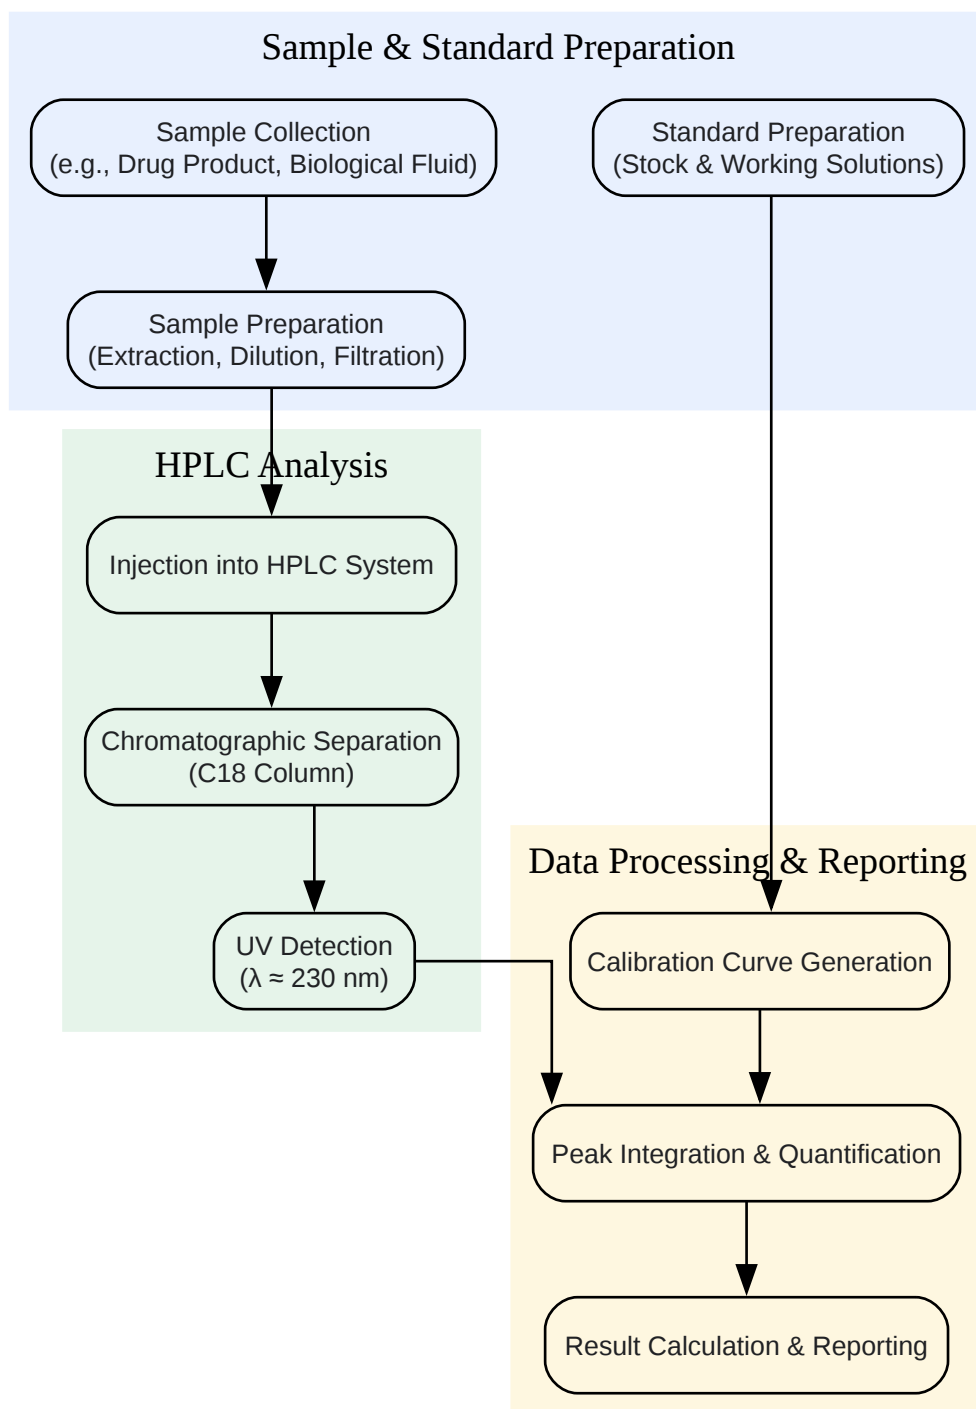 Sample & Standard Preparation
Sample Collection
(e.g., Drug Product, Biological Fluid)
Standard Preparation
(Stock & Working Solutions)
Sample Preparation
(Extraction, Dilution, Filtration)
HPLC Analysis
Injection into HPLC System
Chromatographic Separation
(C18 Column)
UV Detection
(λ ≈ 230 nm)
Data Processing & Reporting
Calibration Curve Generation
Peak Integration & Quantification
Result Calculation & Reporting